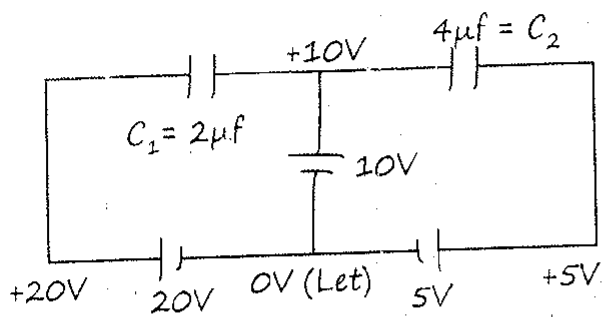 4μf = C₂
+10V
C₁ = 2μf
10V
+20V
20V
0V (Let)
5V
+5V